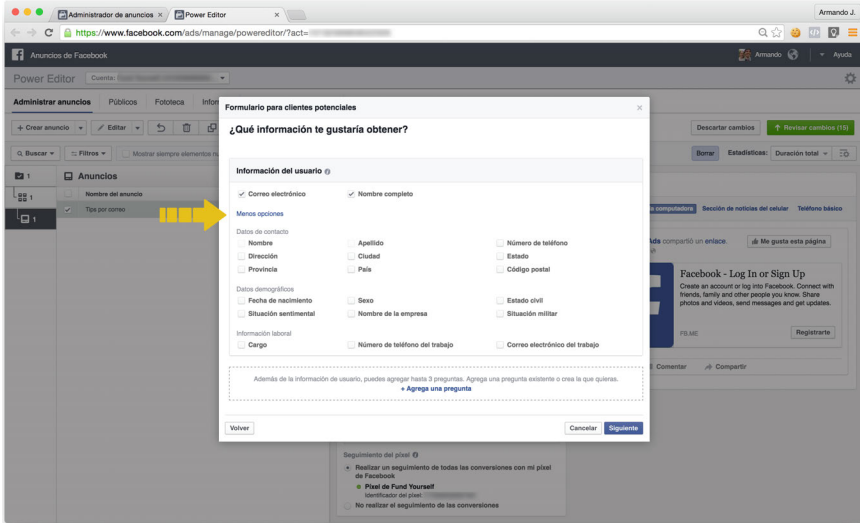 Administrador de anuncios
Power Editor
Armando J.
https://www.facebook.com/ads/manage/powereditor/?act=
Anuncios de Facebook
Armando
Ayuda
Power Editor
Cuenta:
Administrar anuncios
Públicos
Fototeca
Infor
+ Crear anuncio
Editar
Descartar cambios
Revisar cambios (15)
Buscar
Filtros
Mostrar siempre elementos nu
Borrar
Estadísticas: Duración total
1
Anuncios
1
Nombre del anuncio
1
Tips por correo
Formulario para clientes potenciales
¿Qué información te gustaría obtener?
Información del usuario
Correo electrónico
Nombre completo
Menos opciones
Datos de contacto
Nombre
Apellido
Número de teléfono
Dirección
Ciudad
Estado
Provincia
País
Código postal
Datos demográficos
Fecha de nacimiento
Sexo
Estado civil
Situación sentimental
Nombre de la empresa
Situación militar
Información laboral
Cargo
Número de teléfono del trabajo
Correo electrónico del trabajo
Además de la información de usuario, puedes agregar hasta 3 preguntas. Agrega una pregunta existente o crea la que quieras.
+ Agrega una pregunta
Volver
Cancelar
Siguiente
computadora
Sección de noticias del celular
Teléfono básico
Ads compartió un enlace.
Me gusta esta página
Facebook - Log In or Sign Up
Create an account or log into Facebook. Connect with
friends, family and other people you know. Share
photos and videos, send messages and get updates.
FB.ME
Registrarte
Comentar
Compartir
Seguimiento del pixel
Realizar un seguimiento de todas las conversiones con mi pixel
de Facebook
Pixel de Fund Yourself
Identificador del pixel:
No realizar el seguimiento de las conversiones